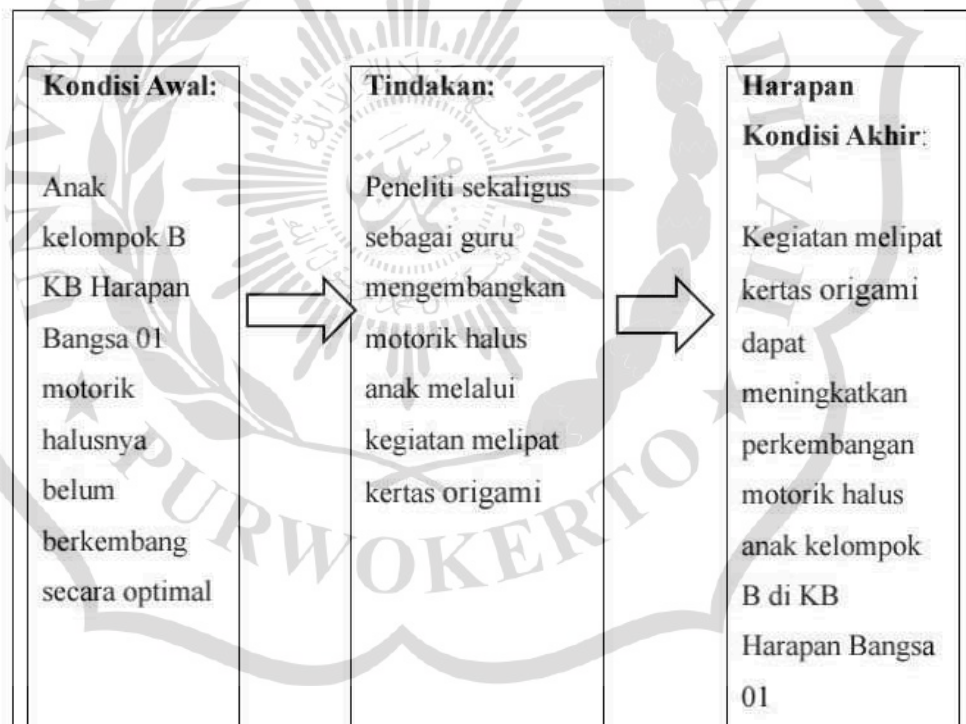 Kondisi Awal:
Anak
kelompok B
KB Harapan
Bangsa 01
motorik
halusnya
belum
berkembang
secara optimal
Tindakan:
Peneliti sekaligus
sebagai guru
mengembangkan
motorik halus
anak melalui
kegiatan melipat
kertas origami
Harapan
Kondisi Akhir:
Kegiatan melipat
kertas origami
dapat
meningkatkan
perkembangan
motorik halus
anak kelompok
B di KB
Harapan Bangsa
01
PURWOKERTO